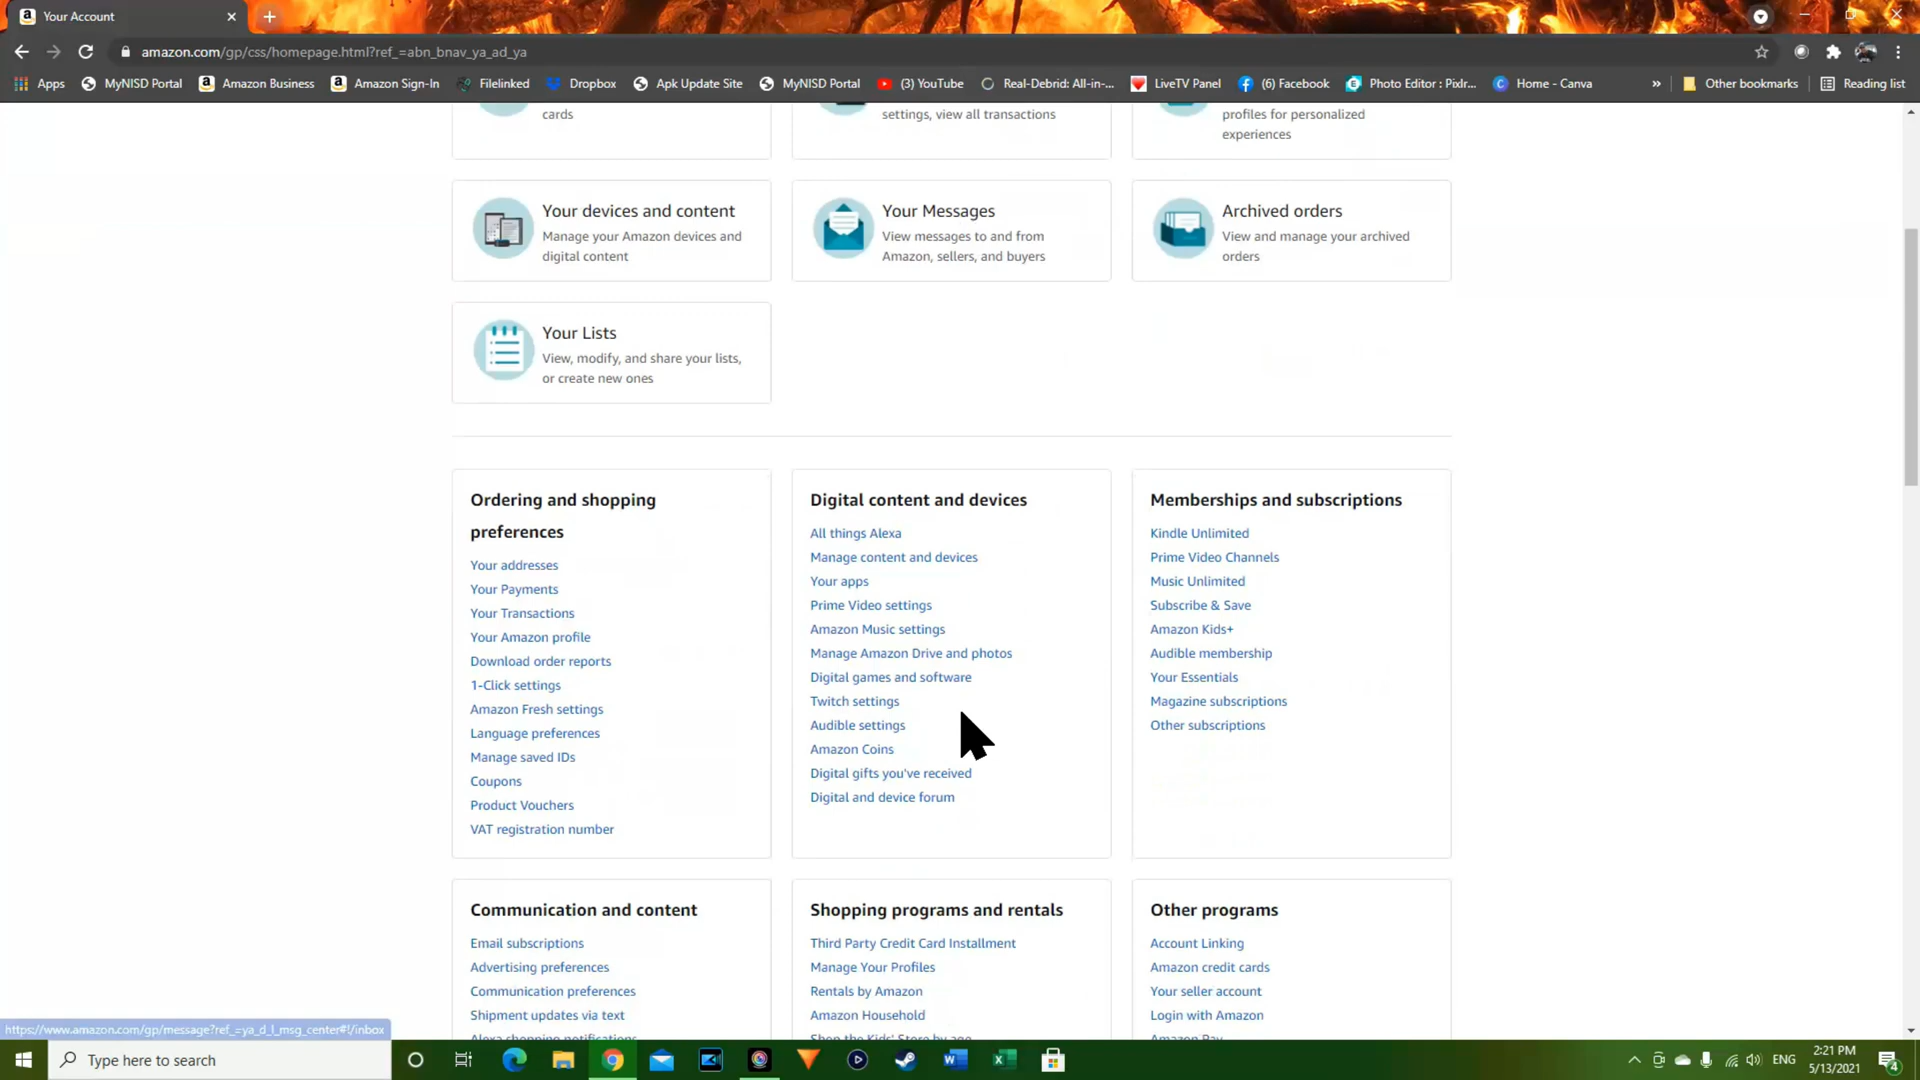 Your Account
amazon.com/gp/css/homepage.html?ref_=abn_bnav_ya_ad_ya
Apps
MyNISD Portal
Amazon Business
Amazon Sign-In
Filelinked
Dropbox
Apk Update Site
MyNISD Portal
(3) YouTube
Real-Debrid: All-in-...
LiveTV Panel
(6) Facebook
Photo Editor : Pixlr...
Home - Canva
Other bookmarks
Reading list
cards
settings, view all transactions
profiles for personalized
experiences
Your devices and content
Manage your Amazon devices and
digital content
Your Messages
View messages to and from
Amazon, sellers, and buyers
Archived orders
View and manage your archived
orders
Your Lists
View, modify, and share your lists,
or create new ones
Ordering and shopping
preferences
Your addresses
Your Payments
Your Transactions
Your Amazon profile
Download order reports
1-Click settings
Amazon Fresh settings
Language preferences
Manage saved IDs
Coupons
Product Vouchers
VAT registration number
Digital content and devices
All things Alexa
Manage content and devices
Your apps
Prime Video settings
Amazon Music settings
Manage Amazon Drive and photos
Digital games and software
Twitch settings
Audible settings
Amazon Coins
Digital gifts you've received
Digital and device forum
Memberships and subscriptions
Kindle Unlimited
Prime Video Channels
Music Unlimited
Subscribe & Save
Amazon Kids+
Audible membership
Your Essentials
Magazine subscriptions
Other subscriptions
Communication and content
Email subscriptions
Advertising preferences
Communication preferences
Shipment updates via text
Alexa shopping notifications
Shopping programs and rentals
Third Party Credit Card Installment
Manage Your Profiles
Rentals by Amazon
Amazon Household
Shop the Kids' Store by age
Other programs
Account Linking
Amazon credit cards
Your seller account
Login with Amazon
Amazon Pay
https://www.amazon.com/gp/message?ref_=ya_d_l_msg_center#!/inbox
Type here to search
ENG
2:21 PM
5/13/2021
4